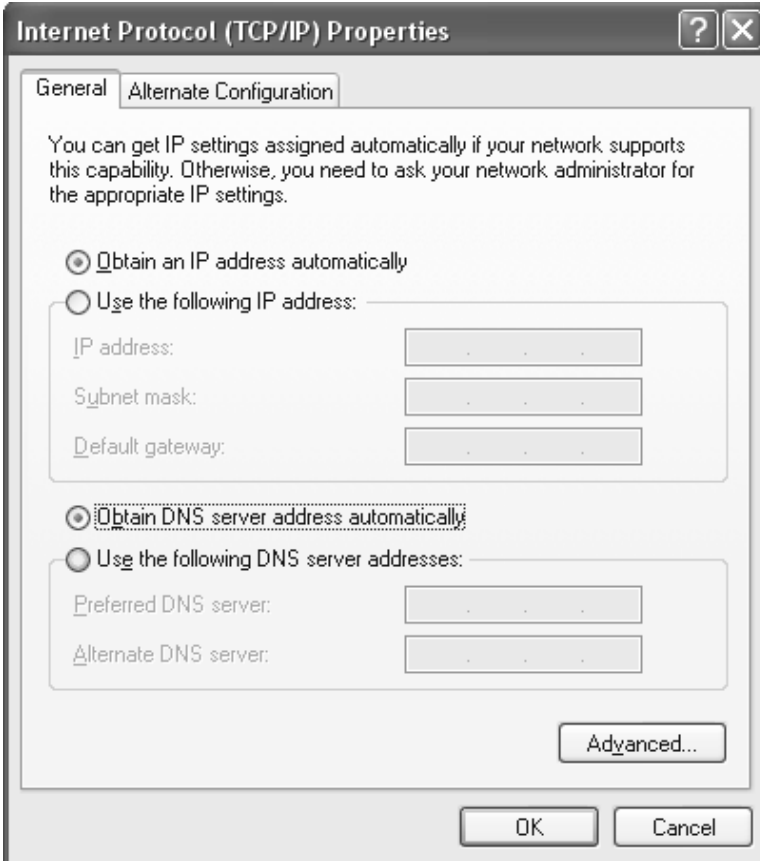 Internet Protocol (TCP/IP) Properties
General
Alternate Configuration
You can get IP settings assigned automatically if your network supports
this capability. Otherwise, you need to ask your network administrator for
the appropriate IP settings.
Obtain an IP address automatically
Use the following IP address:
IP address:
Subnet mask:
Default gateway:
Obtain DNS server address automatically
Use the following DNS server addresses:
Preferred DNS server:
Alternate DNS server:
Advanced...
OK
Cancel